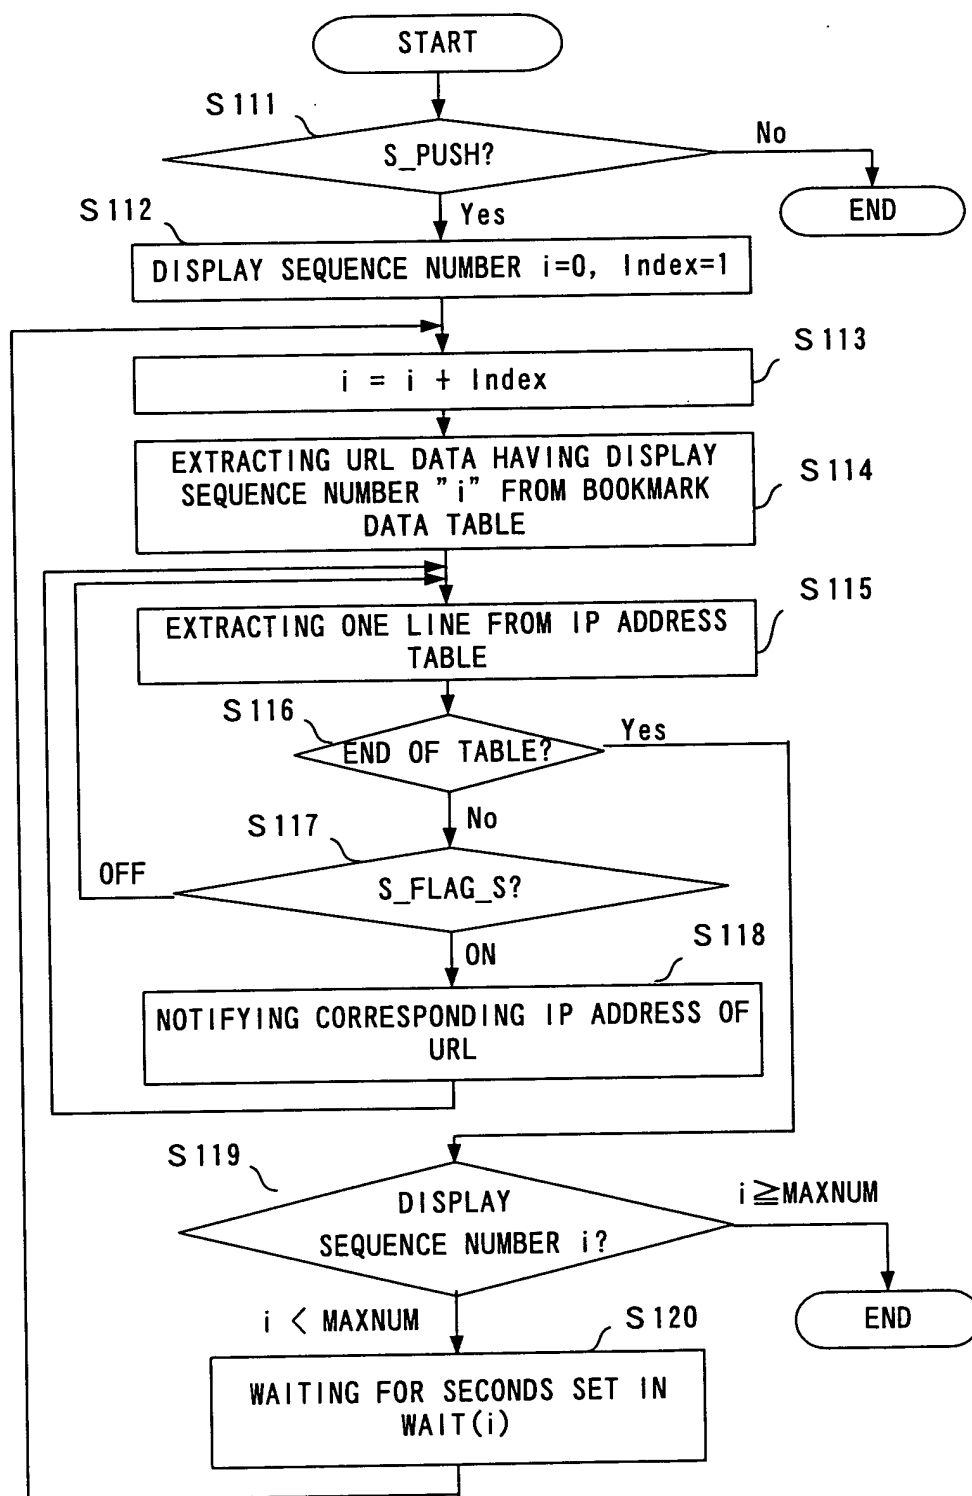 START
S111
S_PUSH?
No
END
Yes
S112
DISPLAY SEQUENCE NUMBER i=0, Index=1
S113
i = i + Index
EXTRACTING URL DATA HAVING DISPLAY
SEQUENCE NUMBER "i" FROM BOOKMARK
DATA TABLE
S114
S115
EXTRACTING ONE LINE FROM IP ADDRESS
TABLE
S116
END OF TABLE?
Yes
No
S117
OFF
S_FLAG_S?
ON
S118
NOTIFYING CORRESPONDING IP ADDRESS OF
URL
S119
DISPLAY
SEQUENCE NUMBER i?
i≧MAXNUM
END
i < MAXNUM
S120
WAITING FOR SECONDS SET IN
WAIT(i)